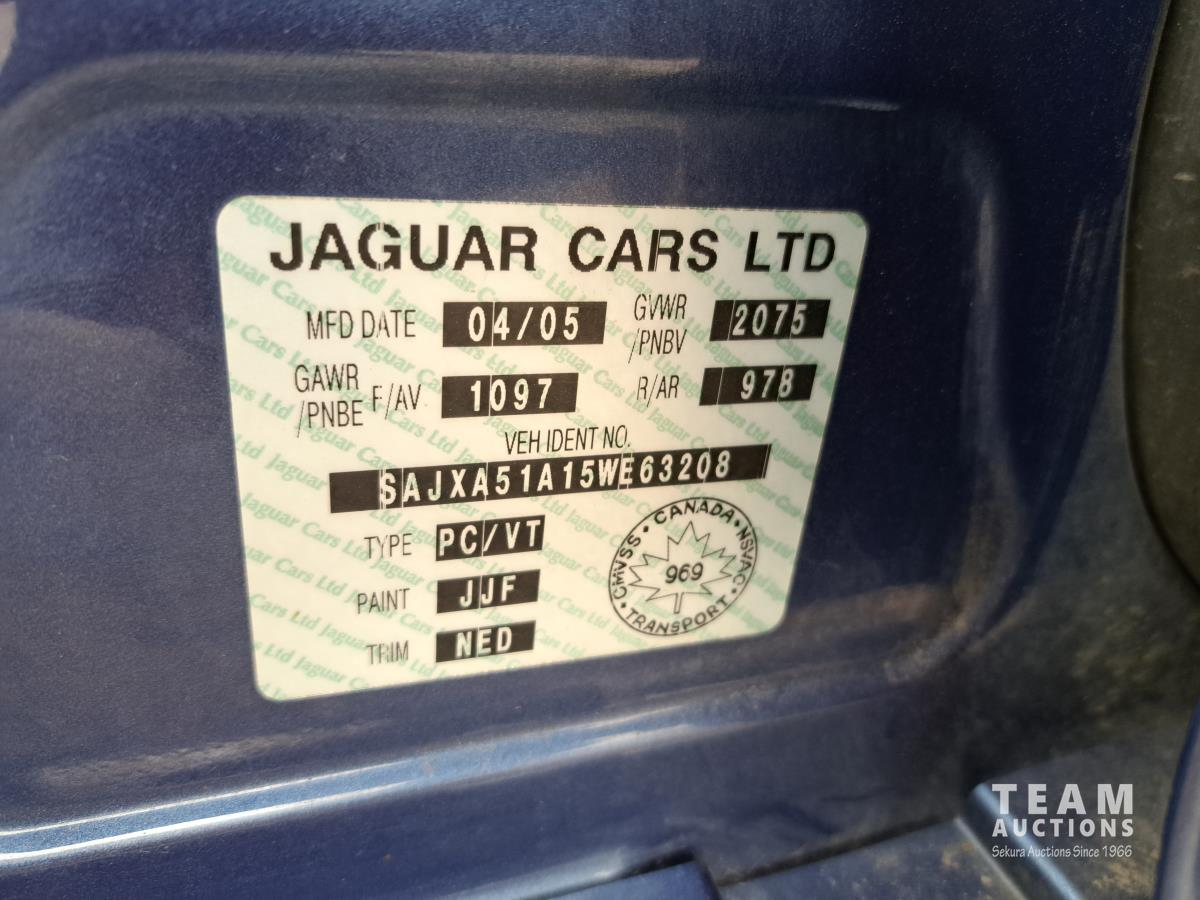 JAGUAR CARS LTD
MFD DATE 04/05 GVWR /PNBV 2075
GAWR /PNBE F/AV 1097 R/AR 978
VEH IDENT NO.
SAJXA51A15WE63208
TYPE PC/VT
PAINT JJF
TRIM NED
CANADA · NSVAC · TRANSPORT · CMVSS ·
969
TEAM
AUCTIONS
Sekura Auctions Since 1966